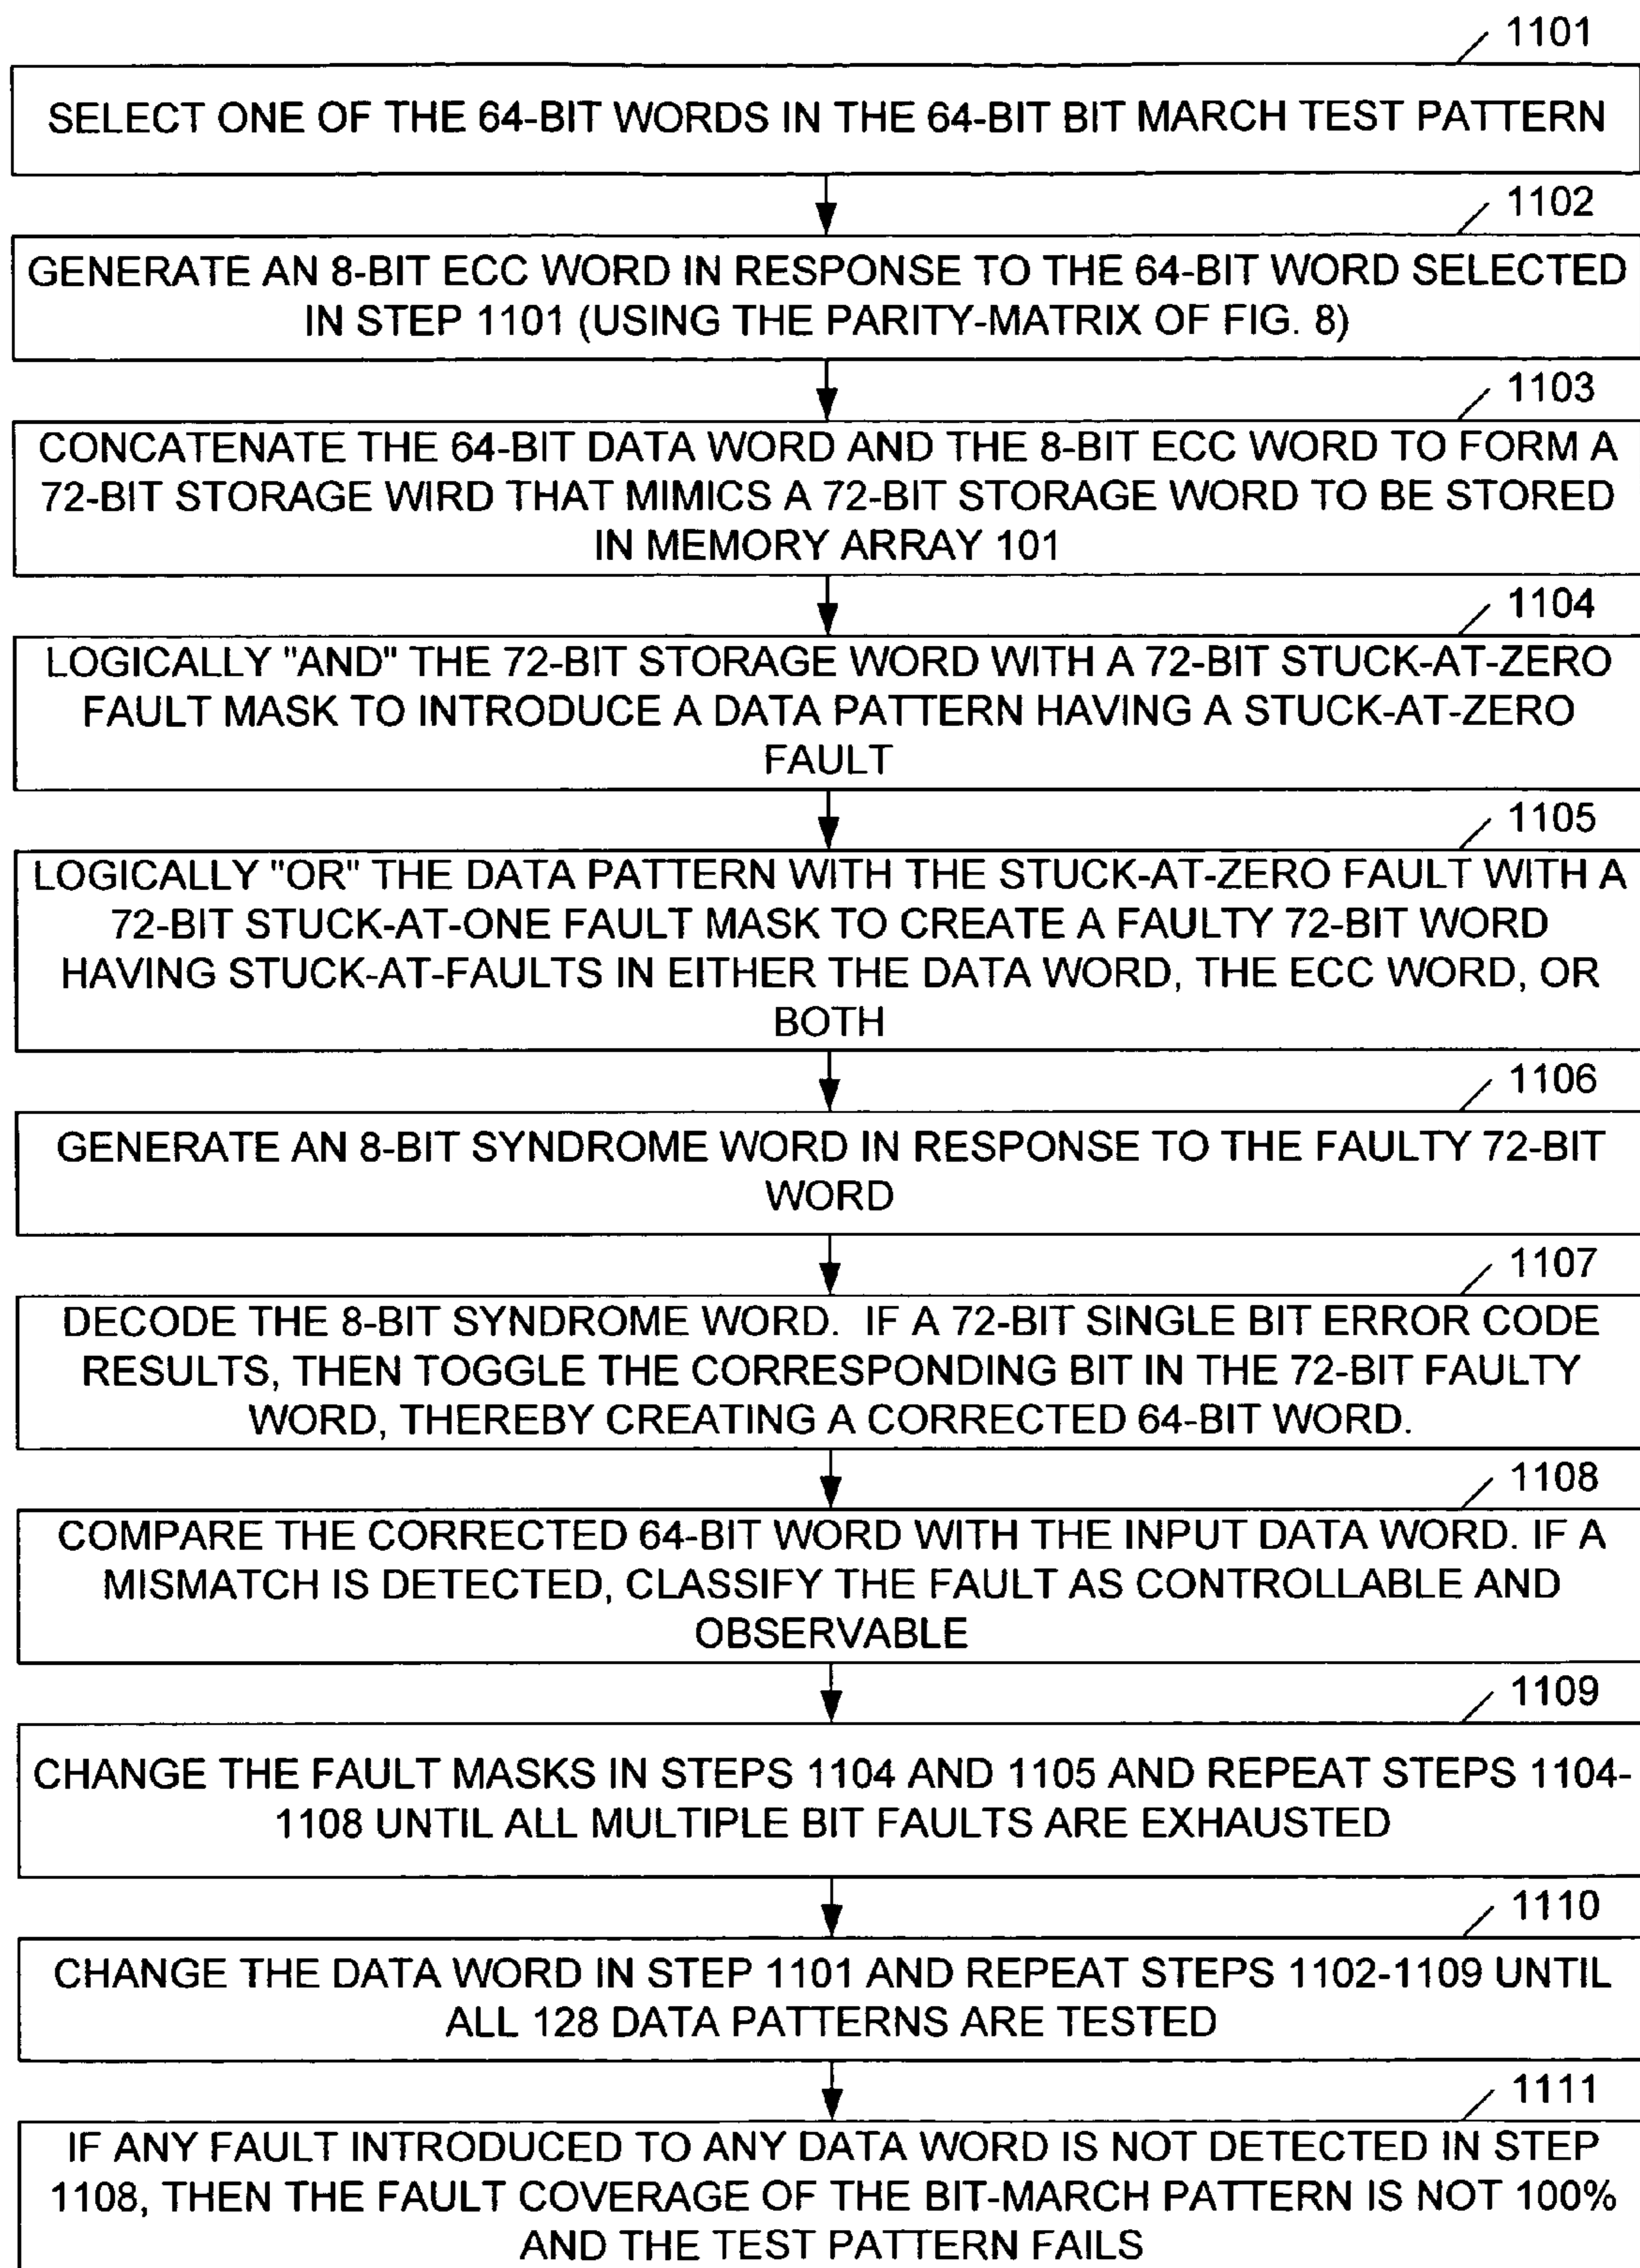 1101
SELECT ONE OF THE 64-BIT WORDS IN THE 64-BIT BIT MARCH TEST PATTERN
1102
GENERATE AN 8-BIT ECC WORD IN RESPONSE TO THE 64-BIT WORD SELECTED
IN STEP 1101 (USING THE PARITY-MATRIX OF FIG. 8)
1103
CONCATENATE THE 64-BIT DATA WORD AND THE 8-BIT ECC WORD TO FORM A
72-BIT STORAGE WIRD THAT MIMICS A 72-BIT STORAGE WORD TO BE STORED
IN MEMORY ARRAY 101
1104
LOGICALLY "AND" THE 72-BIT STORAGE WORD WITH A 72-BIT STUCK-AT-ZERO
FAULT MASK TO INTRODUCE A DATA PATTERN HAVING A STUCK-AT-ZERO
FAULT
1105
LOGICALLY "OR" THE DATA PATTERN WITH THE STUCK-AT-ZERO FAULT WITH A
72-BIT STUCK-AT-ONE FAULT MASK TO CREATE A FAULTY 72-BIT WORD
HAVING STUCK-AT-FAULTS IN EITHER THE DATA WORD, THE ECC WORD, OR
BOTH
1106
GENERATE AN 8-BIT SYNDROME WORD IN RESPONSE TO THE FAULTY 72-BIT
WORD
1107
DECODE THE 8-BIT SYNDROME WORD. IF A 72-BIT SINGLE BIT ERROR CODE
RESULTS, THEN TOGGLE THE CORRESPONDING BIT IN THE 72-BIT FAULTY
WORD, THEREBY CREATING A CORRECTED 64-BIT WORD.
1108
COMPARE THE CORRECTED 64-BIT WORD WITH THE INPUT DATA WORD. IF A
MISMATCH IS DETECTED, CLASSIFY THE FAULT AS CONTROLLABLE AND
OBSERVABLE
1109
CHANGE THE FAULT MASKS IN STEPS 1104 AND 1105 AND REPEAT STEPS 1104-
1108 UNTIL ALL MULTIPLE BIT FAULTS ARE EXHAUSTED
1110
CHANGE THE DATA WORD IN STEP 1101 AND REPEAT STEPS 1102-1109 UNTIL
ALL 128 DATA PATTERNS ARE TESTED
1111
IF ANY FAULT INTRODUCED TO ANY DATA WORD IS NOT DETECTED IN STEP
1108, THEN THE FAULT COVERAGE OF THE BIT-MARCH PATTERN IS NOT 100%
AND THE TEST PATTERN FAILS